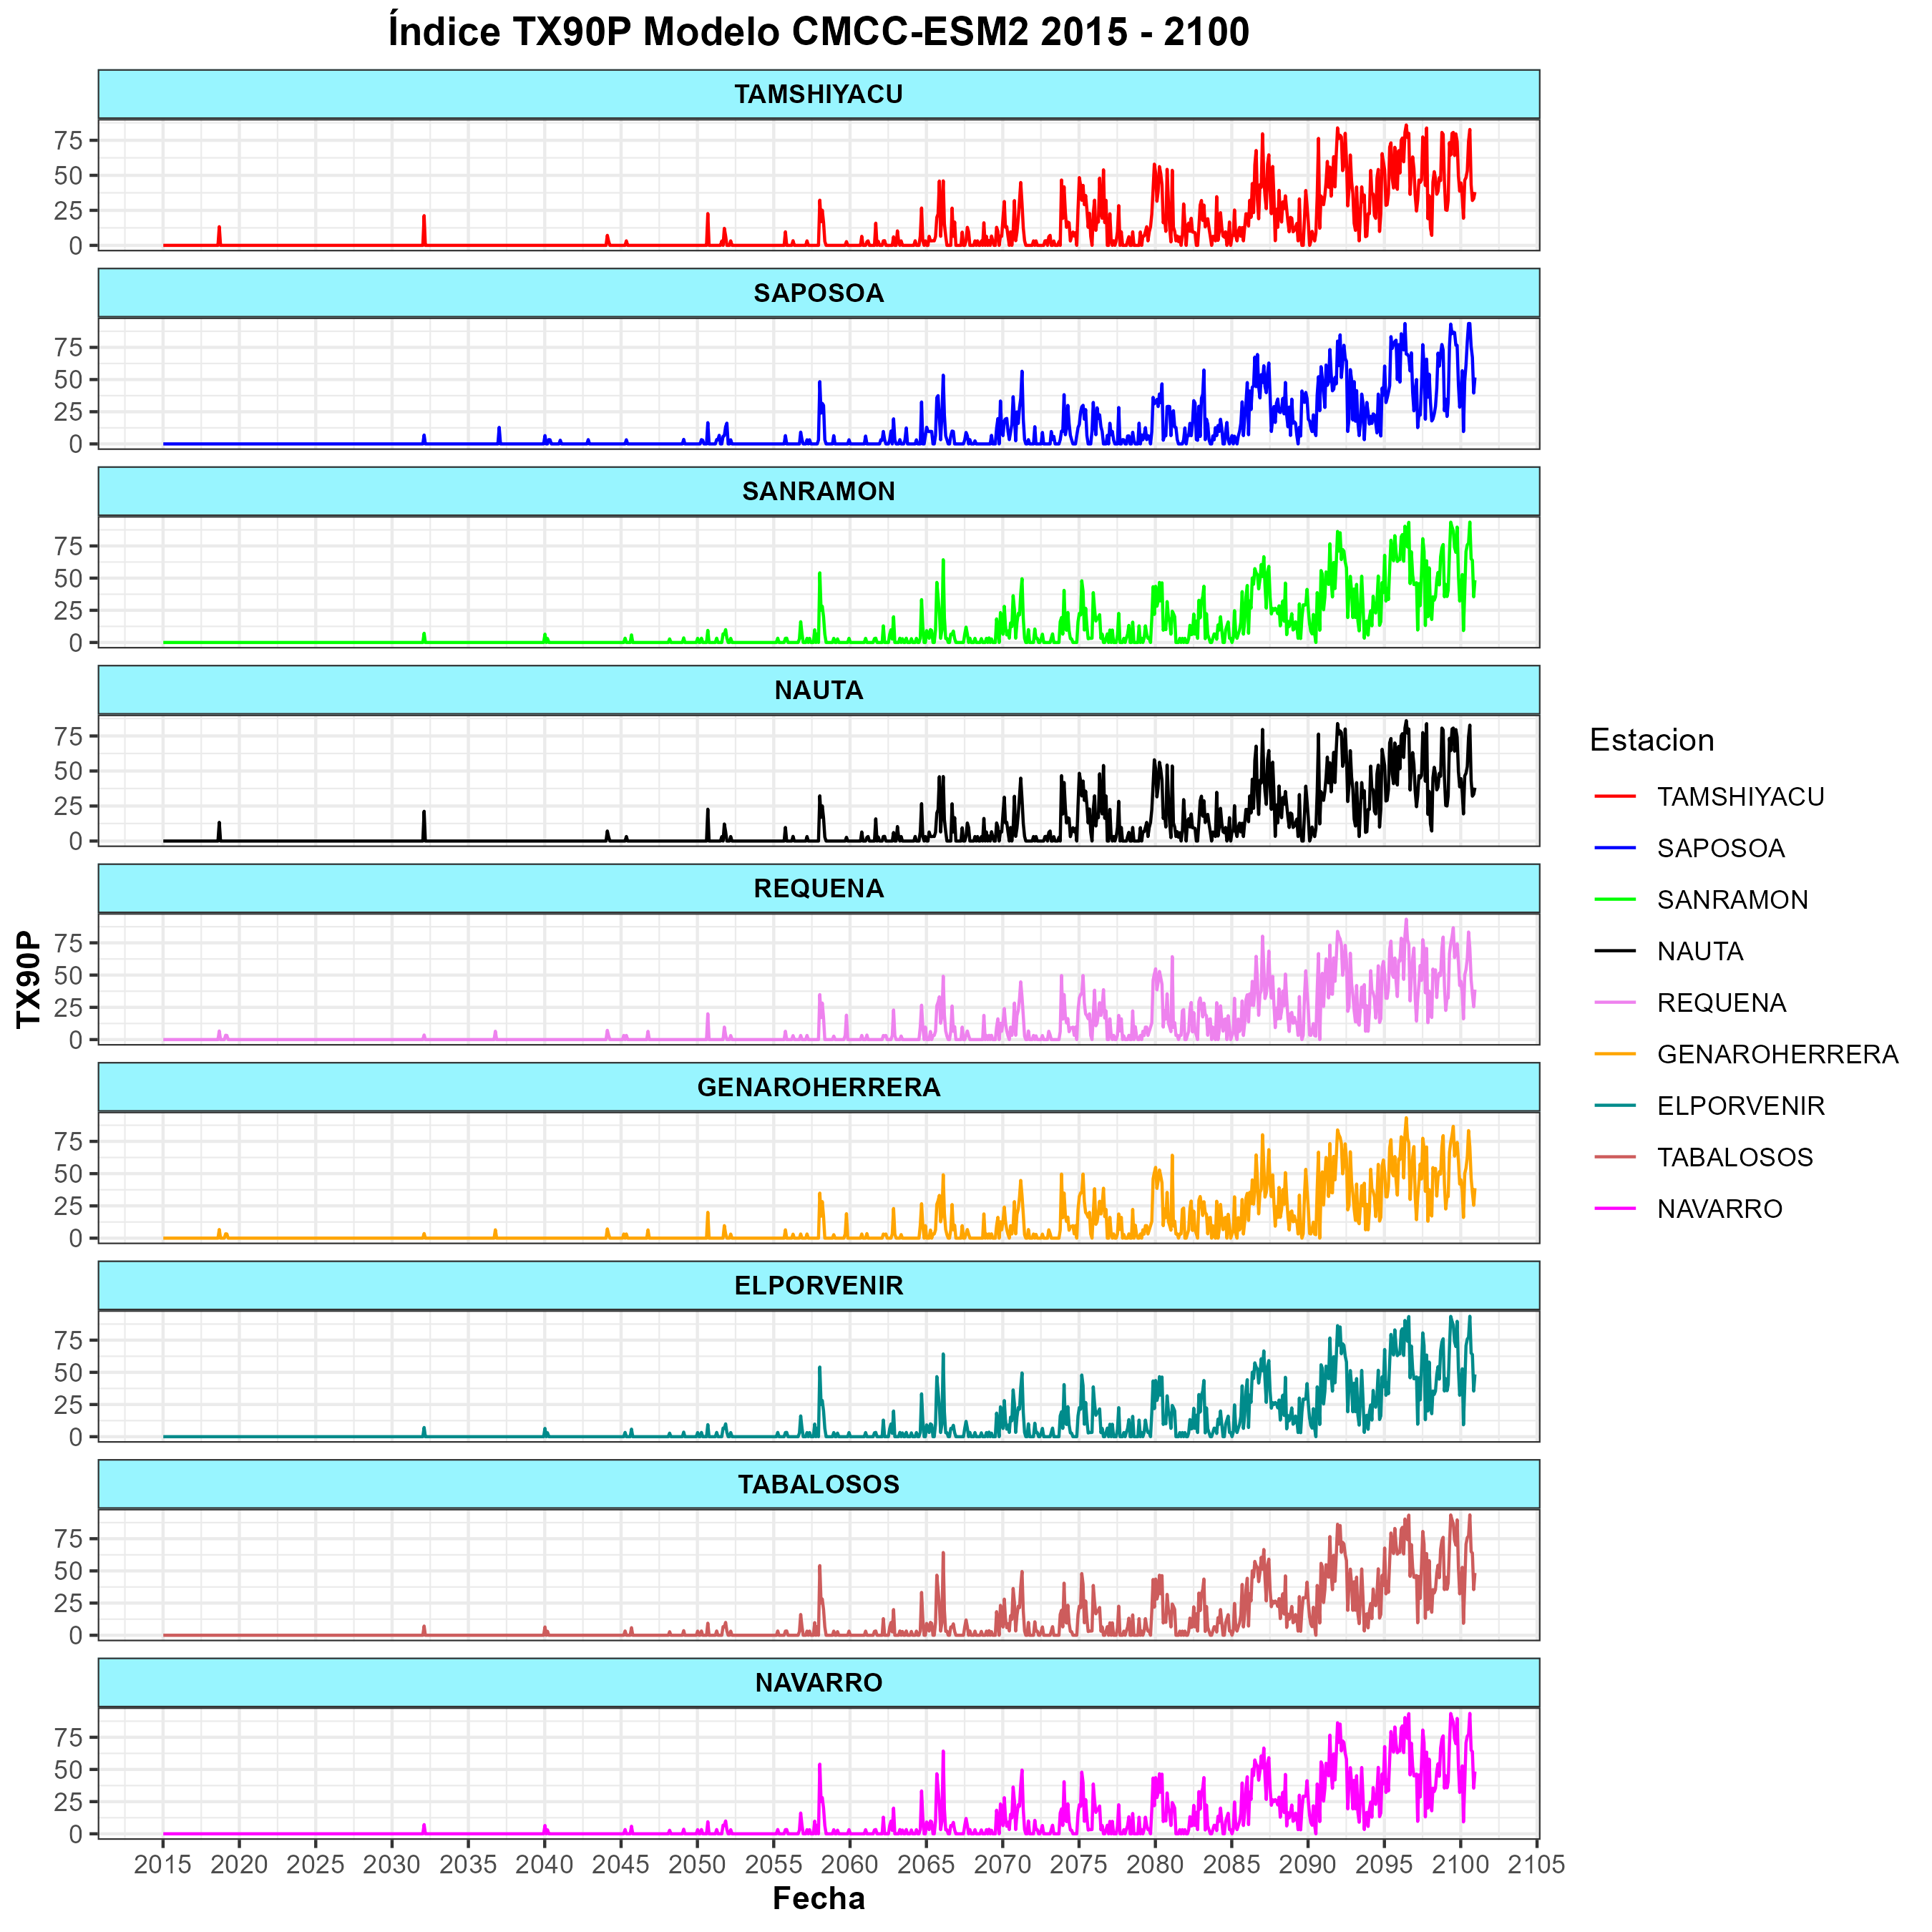 Índice TX90P Modelo CMCC-ESM2 2015 - 2100
TAMSHIYACU
75
50
25
0
SAPOSOA
75
50
25
0
SANRAMON
75
50
25
0
NAUTA
75
50
25
0
REQUENA
75
50
25
0
GENAROHERRERA
75
50
25
0
ELPORVENIR
75
50
25
0
TABALOSOS
75
50
25
0
NAVARRO
75
50
25
0
2015 2020 2025 2030 2035 2040 2045 2050 2055 2060 2065 2070 2075 2080 2085 2090 2095 2100 2105
Fecha
TX90P
Estacion
TAMSHIYACU
SAPOSOA
SANRAMON
NAUTA
REQUENA
GENAROHERRERA
ELPORVENIR
TABALOSOS
NAVARRO